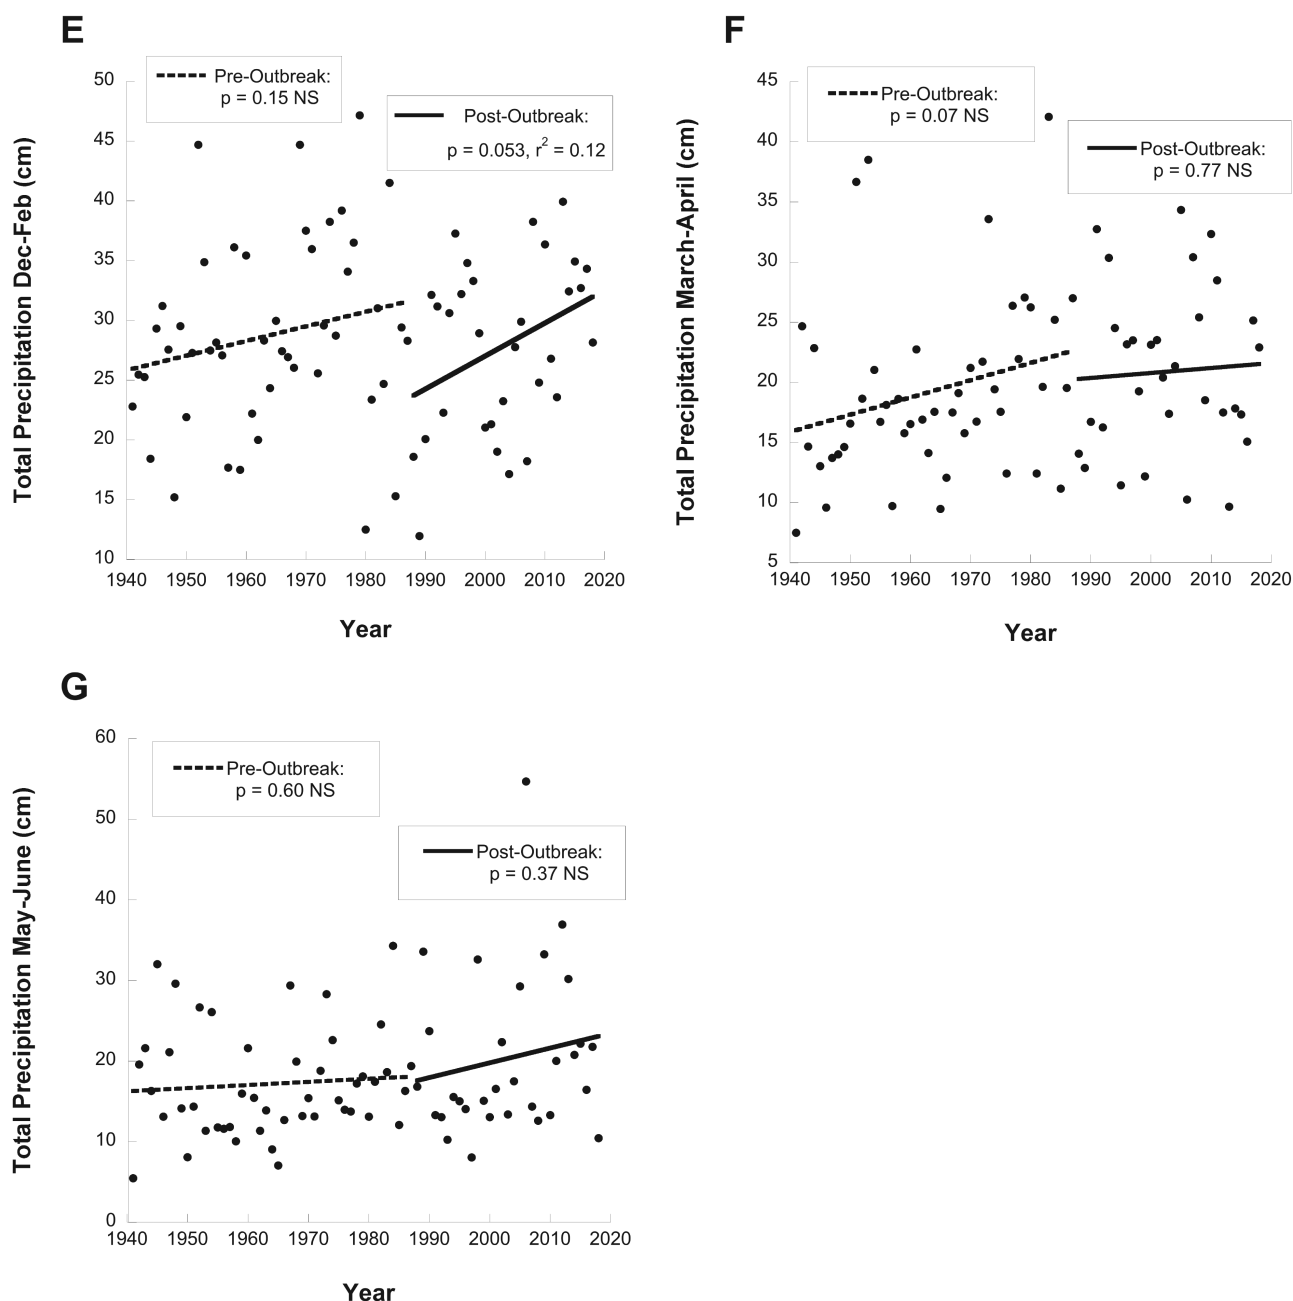 E
Pre-Outbreak:
p = 0.15 NS
Post-Outbreak:
p = 0.053, r² = 0.12
Total Precipitation Dec-Feb (cm)
50
45
40
35
30
25
20
15
10
1940 1950 1960 1970 1980 1990 2000 2010 2020
Year
F
Pre-Outbreak:
p = 0.07 NS
Post-Outbreak:
p = 0.77 NS
Total Precipitation March-April (cm)
45
40
35
30
25
20
15
10
5
1940 1950 1960 1970 1980 1990 2000 2010 2020
Year
G
Pre-Outbreak:
p = 0.60 NS
Post-Outbreak:
p = 0.37 NS
Total Precipitation May-June (cm)
60
50
40
30
20
10
0
1940 1950 1960 1970 1980 1990 2000 2010 2020
Year